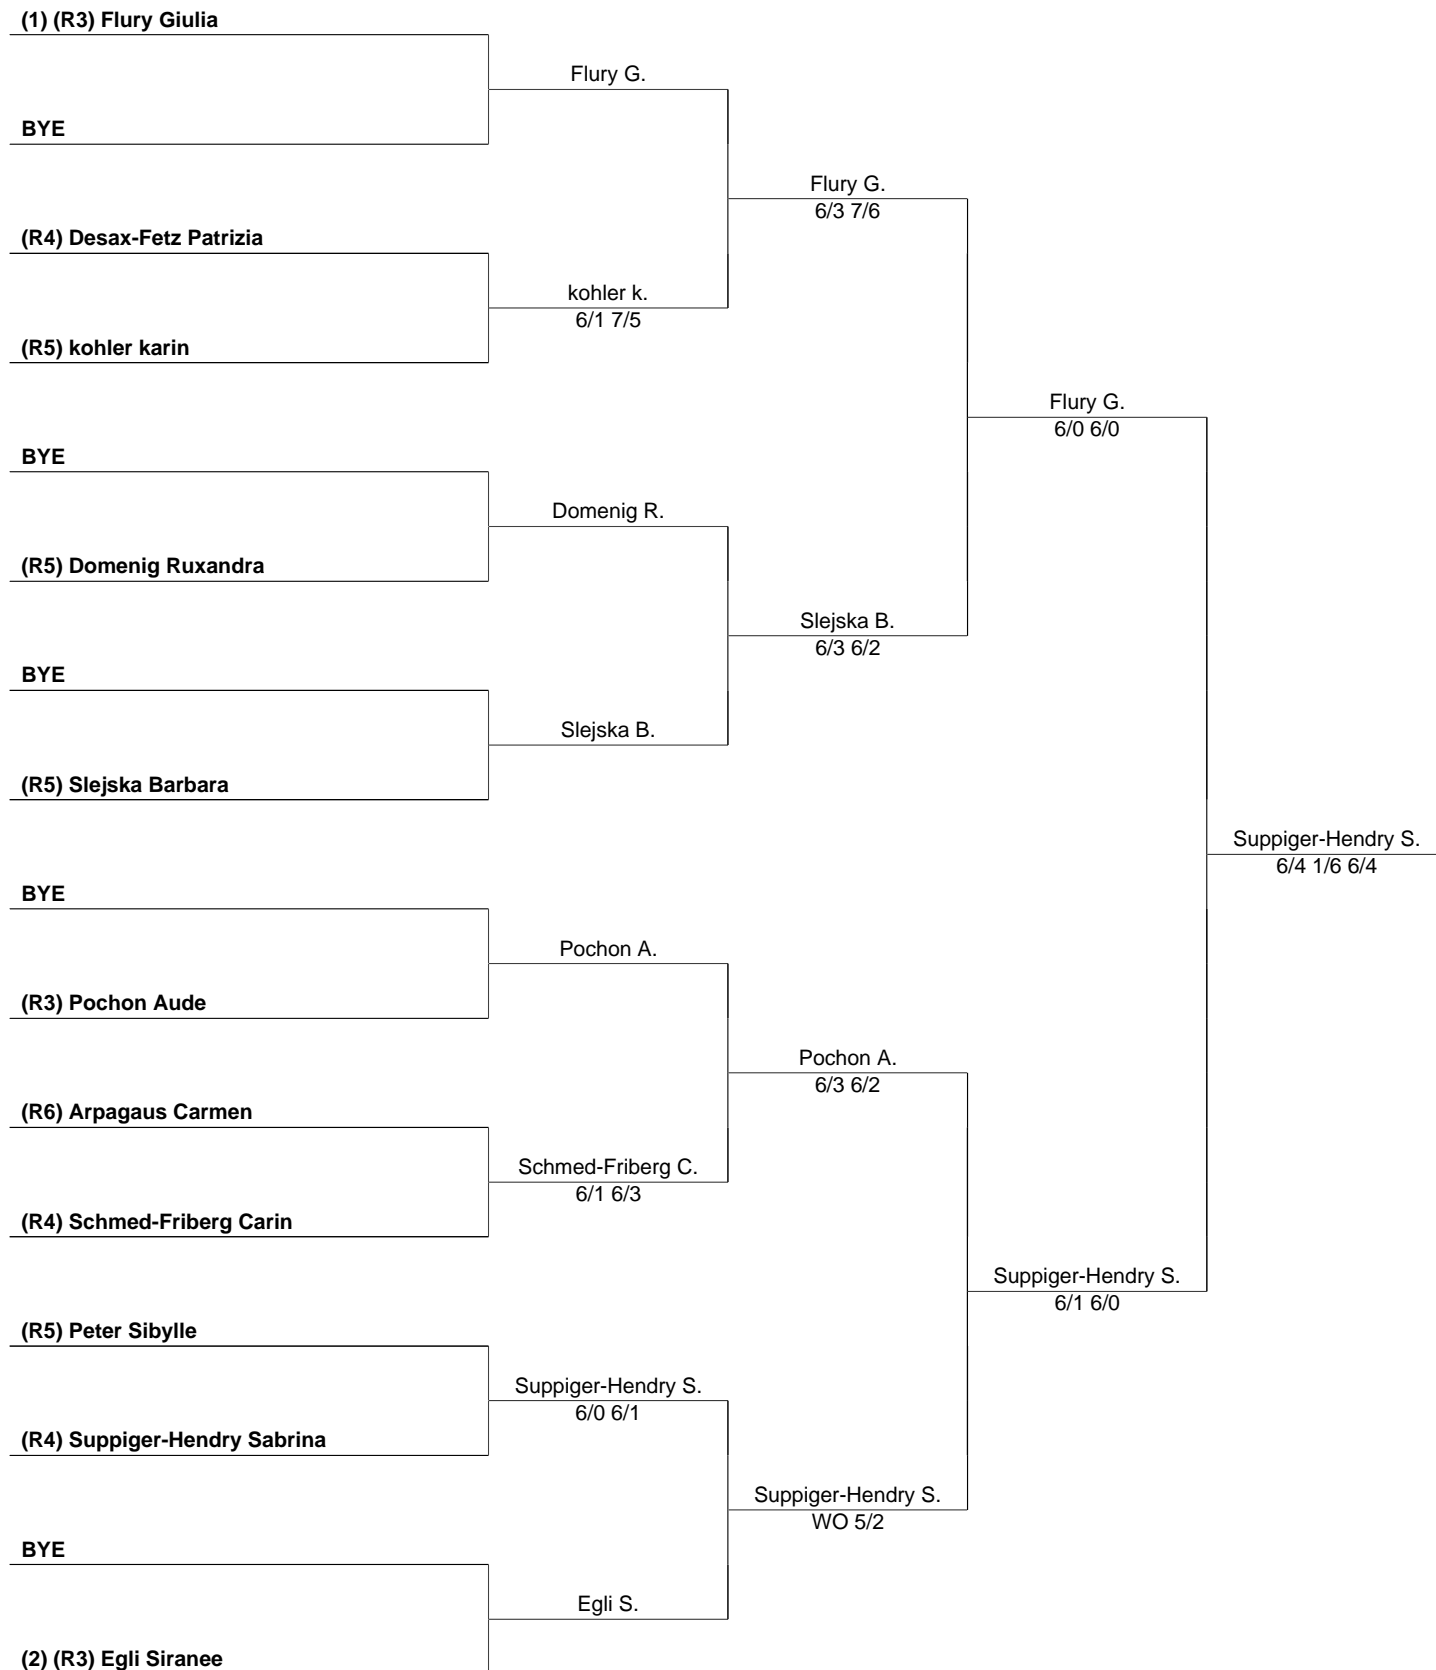 (1) (R3) Flury Giulia
Flury G.
BYE
Flury G.
6/3 7/6
(R4) Desax-Fetz Patrizia
kohler k.
6/1 7/5
(R5) kohler karin
Flury G.
6/0 6/0
BYE
Domenig R.
(R5) Domenig Ruxandra
Slejska B.
6/3 6/2
BYE
Slejska B.
(R5) Slejska Barbara
Suppiger-Hendry S.
6/4 1/6 6/4
BYE
Pochon A.
(R3) Pochon Aude
Pochon A.
6/3 6/2
(R6) Arpagaus Carmen
Schmed-Friberg C.
6/1 6/3
(R4) Schmed-Friberg Carin
Suppiger-Hendry S.
6/1 6/0
(R5) Peter Sibylle
Suppiger-Hendry S.
6/0 6/1
(R4) Suppiger-Hendry Sabrina
Suppiger-Hendry S.
WO 5/2
BYE
Egli S.
(2) (R3) Egli Siranee